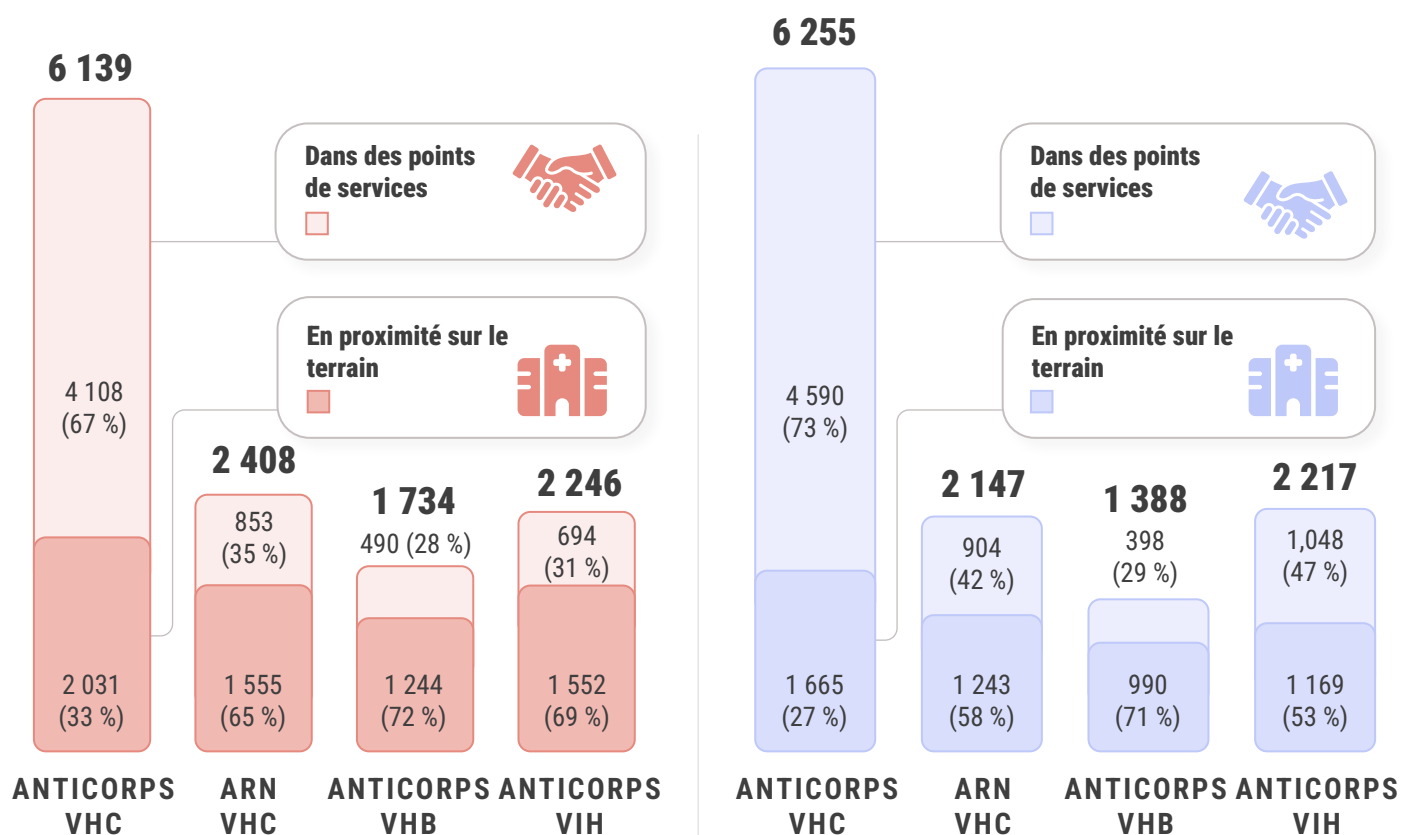 6 139
Dans des points
de services
En proximité sur le
terrain
4 108
(67 %)
2 408
1 734
2 246
853
(35 %)
490 (28 %)
694
(31 %)
2 031
(33 %)
1 555
(65 %)
1 244
(72 %)
1 552
(69 %)
ANTICORPS
VHC
ARN
VHC
ANTICORPS
VHB
ANTICORPS
VIH
6 255
Dans des points
de services
En proximité sur le
terrain
4 590
(73 %)
2 147
1 388
2 217
904
(42 %)
398
(29 %)
1,048
(47 %)
1 665
(27 %)
1 243
(58 %)
990
(71 %)
1 169
(53 %)
ANTICORPS
VHC
ARN
VHC
ANTICORPS
VHB
ANTICORPS
VIH